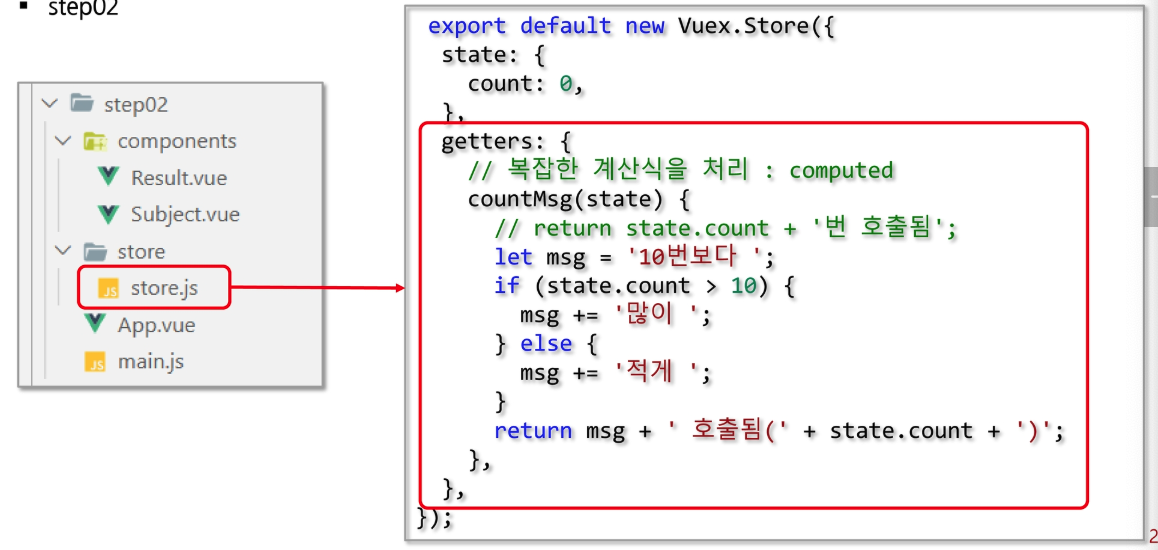 ▪ step02
step02
components
Result.vue
Subject.vue
store
JS store.js
App.vue
JS main.js
export default new Vuex.Store({
state: {
count: 0,
},
getters: {
// 복잡한 계산식을 처리 : computed
countMsg(state) {
// return state.count + '번 호출됨';
let msg = '10번보다 ';
if (state.count > 10) {
msg += '많이 ';
} else {
msg += '적게 ';
}
return msg + ' 호출됨(' + state.count + ')';
},
},
});
2